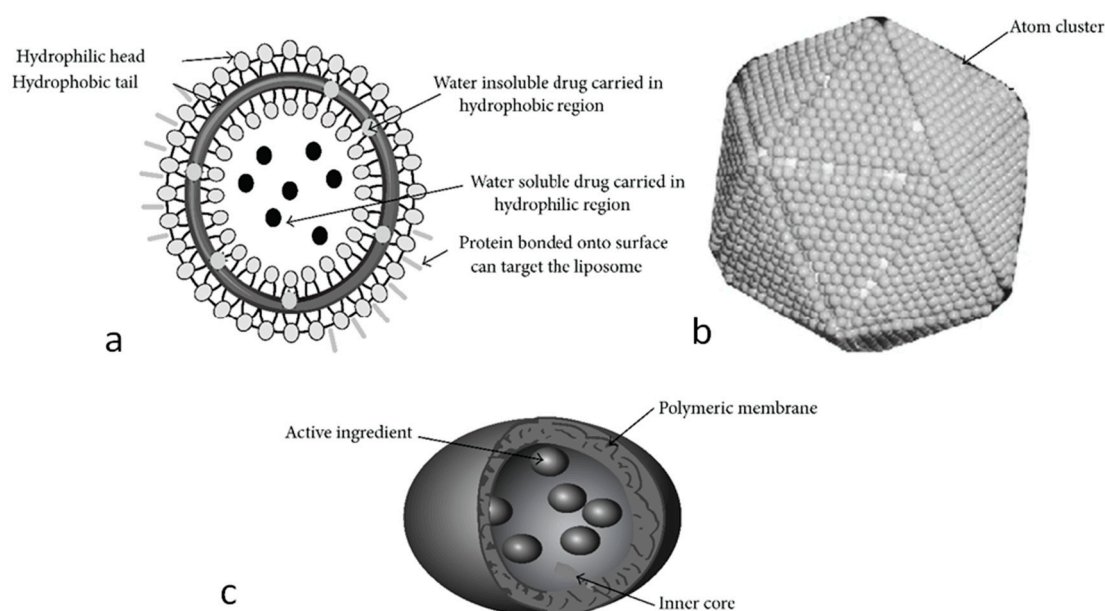 Hydrophilic head
Hydrophobic tail
Water insoluble drug carried in
hydrophobic region
Water soluble drug carried in
hydrophilic region
Protein bonded onto surface
can target the liposome
a
Atom cluster
b
Active ingredient
Polymeric membrane
Inner core
c